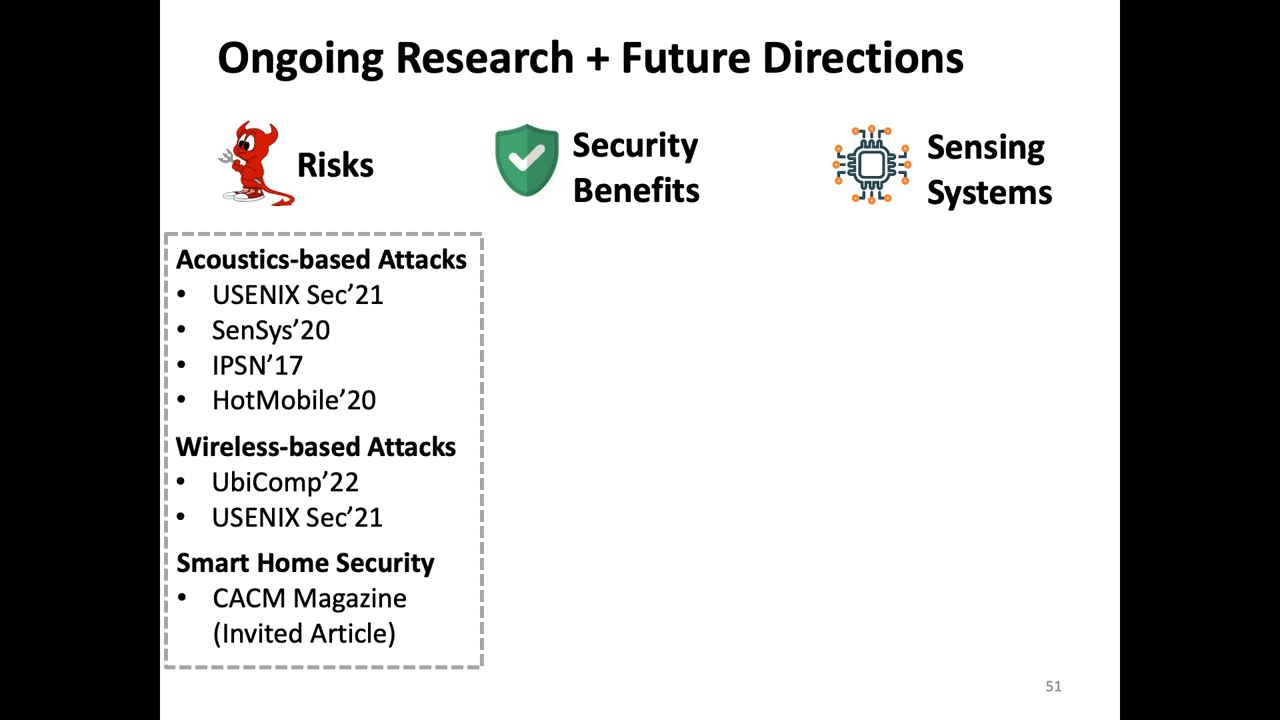 Ongoing Research + Future Directions
Risks
Security
Benefits
Sensing
Systems
Acoustics-based Attacks
• USENIX Sec’21
• SenSys’20
• IPSN’17
• HotMobile’20
Wireless-based Attacks
• UbiComp’22
• USENIX Sec’21
Smart Home Security
• CACM Magazine
(Invited Article)
51